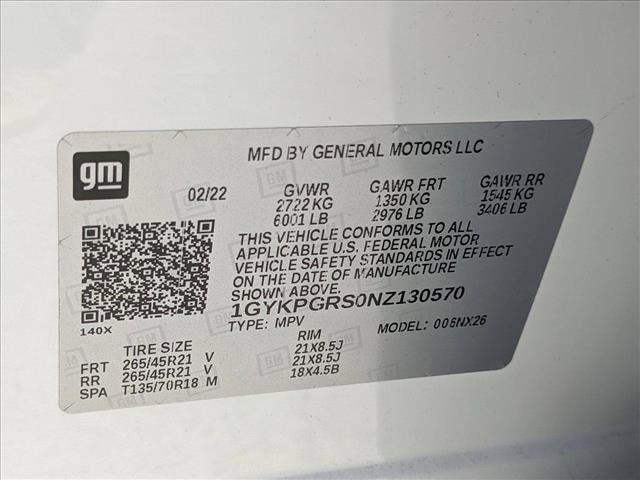 gm
MFD BY GENERAL MOTORS LLC
02/22 GVWR GAWR FRT GAWR RR
2722 KG 1350 KG 1545 KG
6001 LB 2976 LB 3406 LB
THIS VEHICLE CONFORMS TO ALL
APPLICABLE U.S. FEDERAL MOTOR
VEHICLE SAFETY STANDARDS IN EFFECT
ON THE DATE OF MANUFACTURE
SHOWN ABOVE.
1GYKPGRS0NZ130570
140X
TYPE: MPV MODEL: 006NX26
TIRE SIZE RIM
FRT 265/45R21 V 21X8.5J
RR 265/45R21 V 21X8.5J
SPA T135/70R18 M 18X4.5B